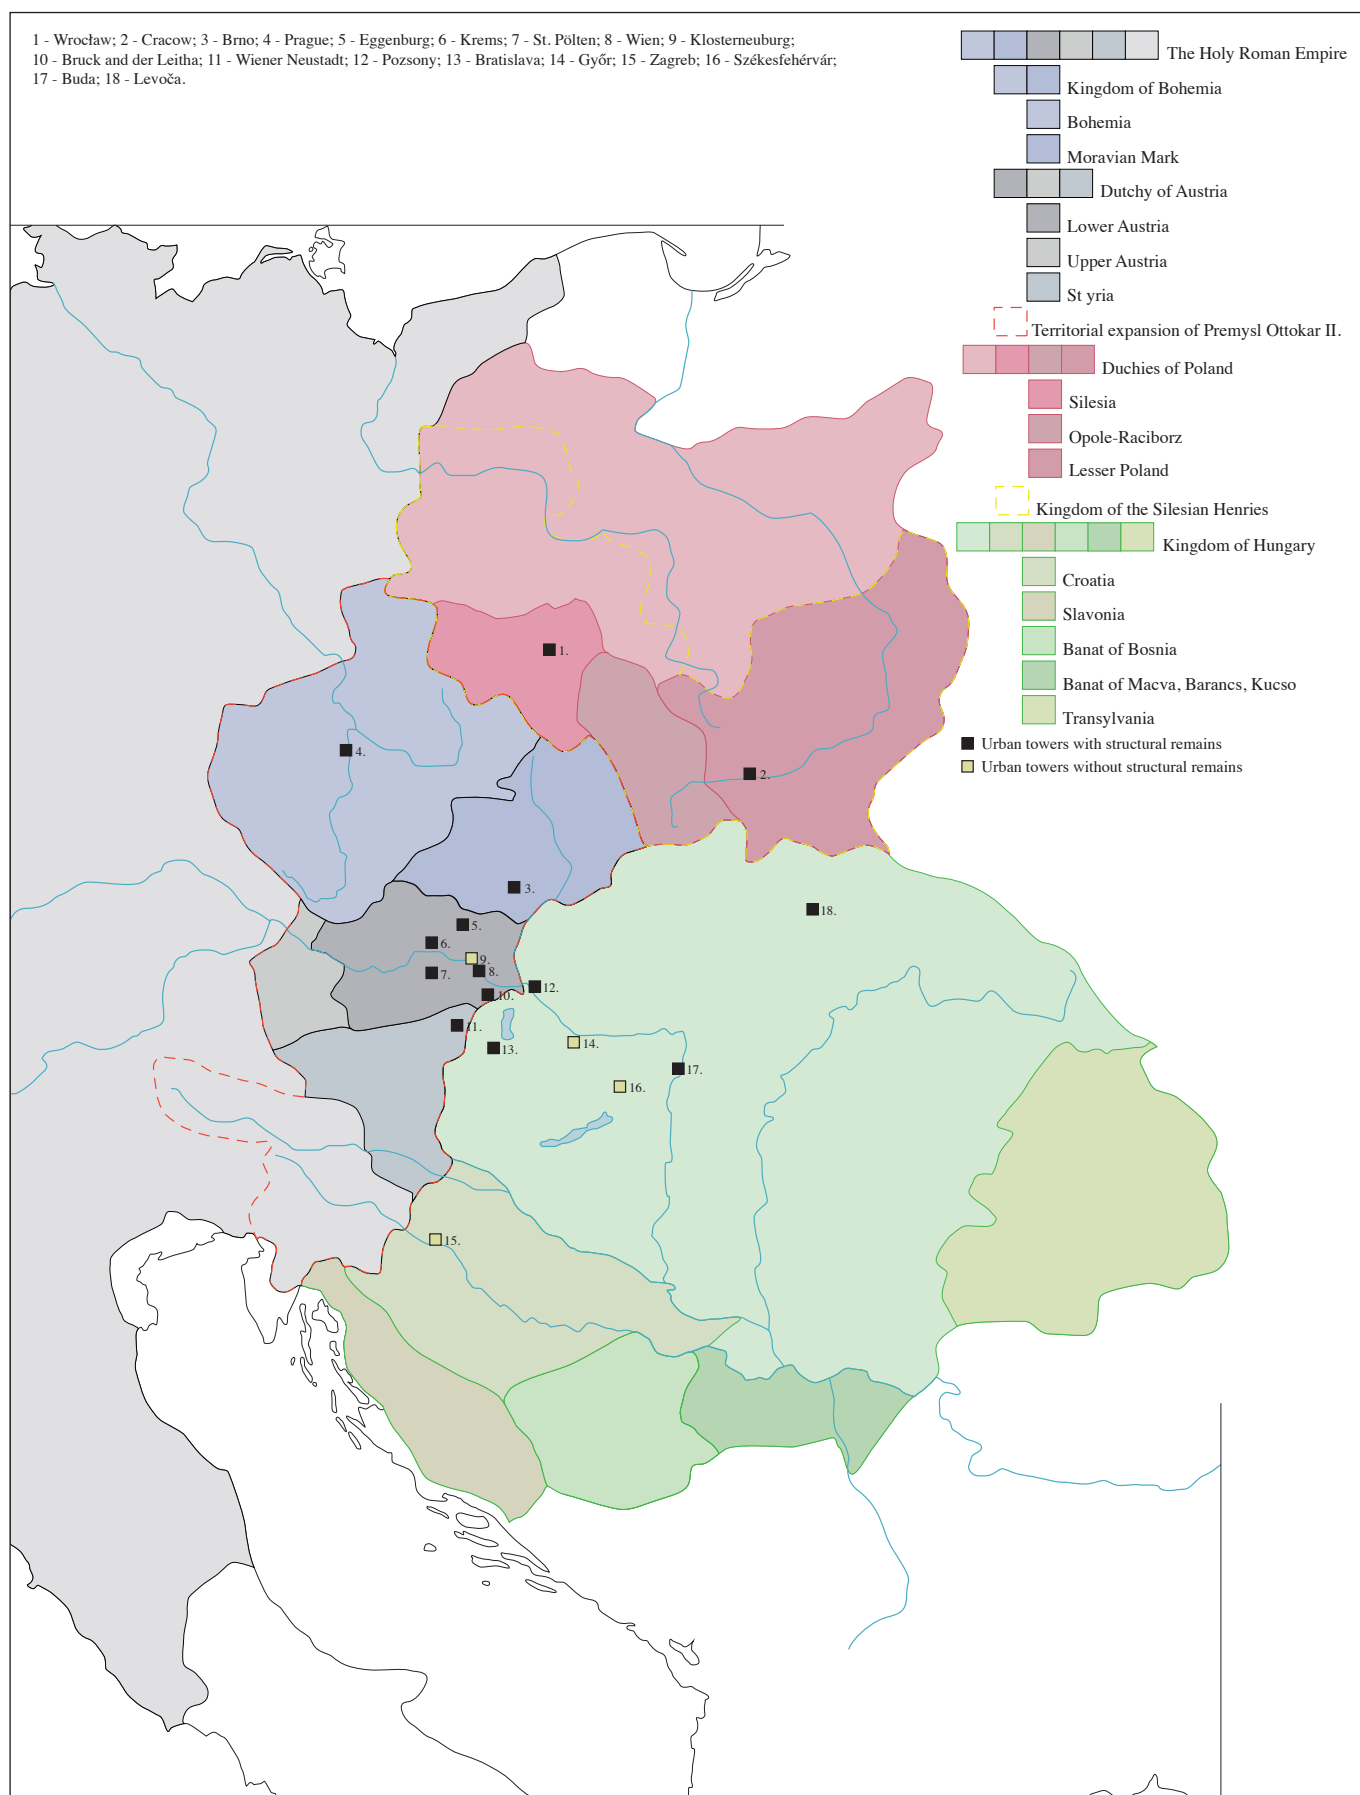 1 - Wrocław; 2 - Cracow; 3 - Brno; 4 - Prague; 5 - Eggenburg; 6 - Krems; 7 - St. Pölten; 8 - Wien; 9 - Klosterneuburg;
10 - Bruck and der Leitha; 11 - Wiener Neustadt; 12 - Pozsony; 13 - Bratislava; 14 - Győr; 15 - Zagreb; 16 - Székesfehérvár;
17 - Buda; 18 - Levoča.
The Holy Roman Empire
Kingdom of Bohemia
Bohemia
Moravian Mark
Dutchy of Austria
Lower Austria
Upper Austria
St yria
Territorial expansion of Premysl Ottokar II.
Duchies of Poland
Silesia
Opole-Raciborz
Lesser Poland
Kingdom of the Silesian Henries
Kingdom of Hungary
Croatia
Slavonia
Banat of Bosnia
Banat of Macva, Barancs, Kucso
Transylvania
Urban towers with structural remains
Urban towers without structural remains
1.
4.
2.
3.
18.
5.
6.
9.
7.
8.
12.
10.
11.
14.
13.
17.
16.
15.